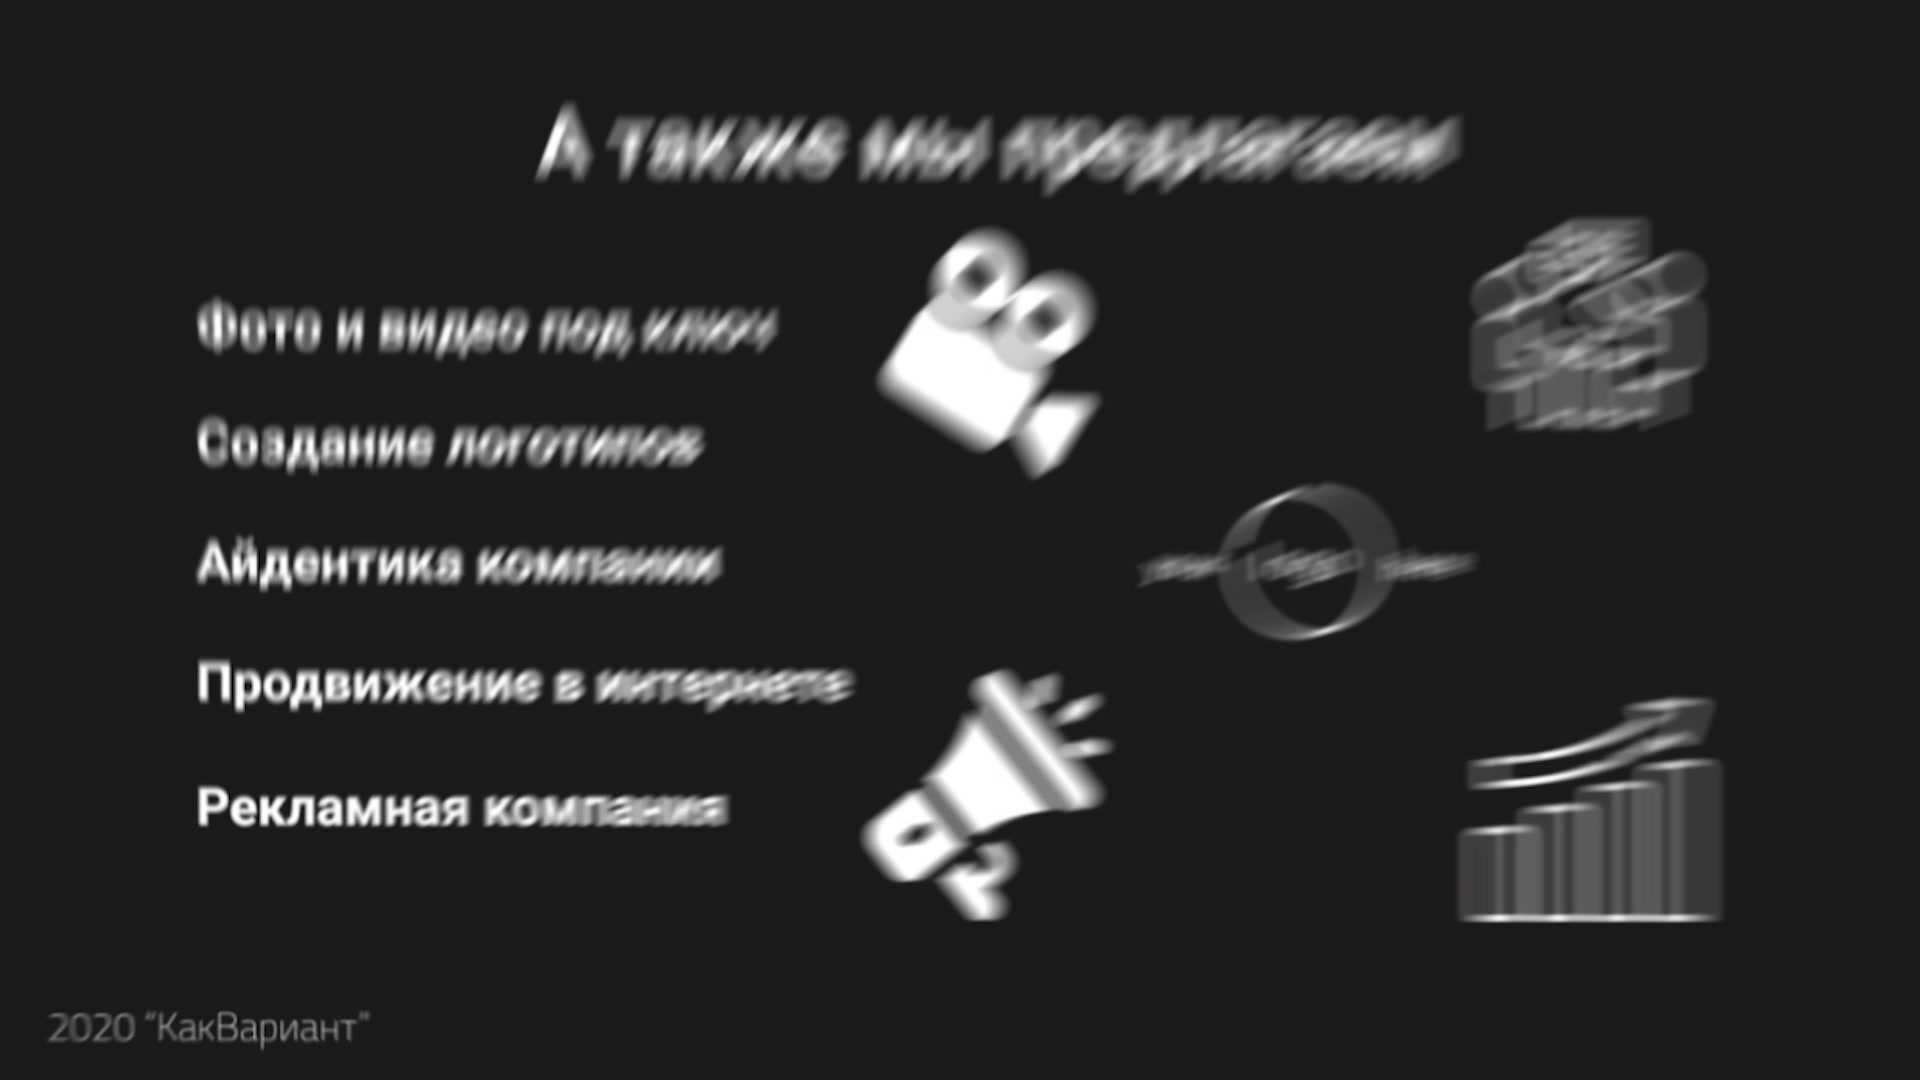 А также мы предлагаем
Фото и видео под ключ
Создание логотипов
Айдентика компании
Продвижение в интернете
Рекламная компания
2020 “КакВариант”